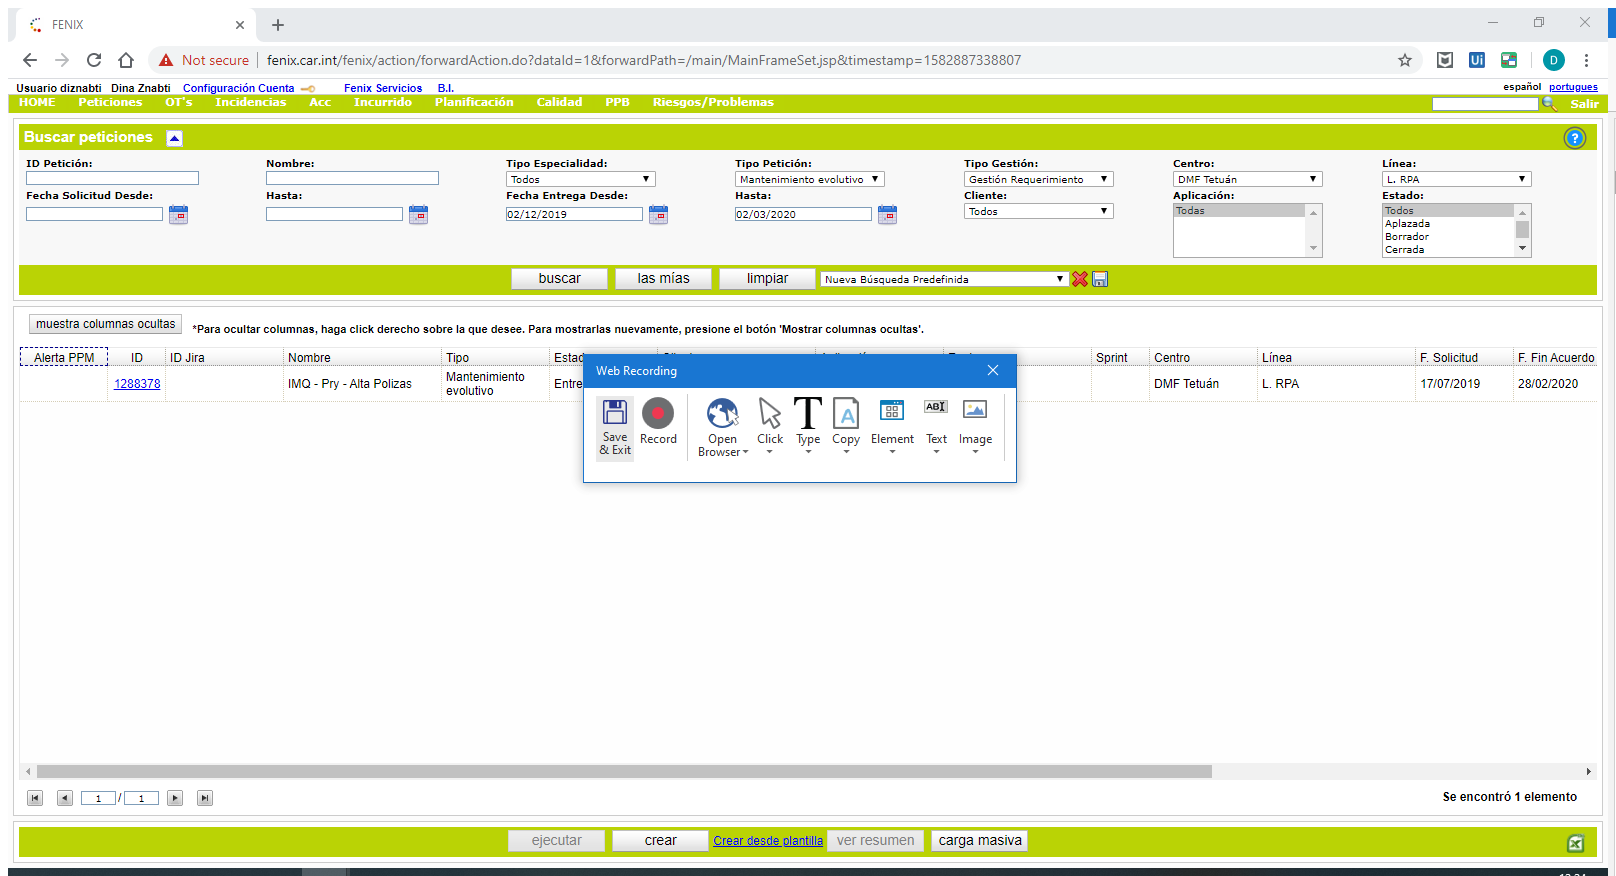 FENIX
Not secure fenix.car.int/fenix/action/forwardAction.do?dataId=1&forwardPath=/main/MainFrameSet.jsp&timestamp=1582887338807
Ui
D
Usuario diznabti Dina Znabti Configuración Cuenta Fenix Servicios B.I. español portugues
HOME Peticiones OT's Incidencias Acc Incurrido Planificación Calidad PPB Riesgos/Problemas Salir
Buscar peticiones ?
ID Petición: Nombre: Tipo Especialidad: Tipo Petición: Tipo Gestión: Centro: Línea:
Todos Mantenimiento evolutivo Gestión Requerimiento DMF Tetuán L. RPA
Fecha Solicitud Desde: Hasta: Fecha Entrega Desde: Hasta: Cliente: Aplicación: Estado:
02/12/2019 02/03/2020 Todos Todas Todos
Aplazada
Borrador
Cerrada
buscar las mías limpiar Nueva Búsqueda Predefinida
muestra columnas ocultas *Para ocultar columnas, haga click derecho sobre la que desee. Para mostrarlas nuevamente, presione el botón 'Mostrar columnas ocultas'.
Alerta PPM ID ID Jira Nombre Tipo Estad Sprint Centro Línea F. Solicitud F. Fin Acuerdo
1288378 IMQ - Pry - Alta Polizas Mantenimiento evolutivo Entre DMF Tetuán L. RPA 17/07/2019 28/02/2020
Web Recording
Save & Exit Record Open Browser Click Type Copy Element Text Image
T A ABI
1 / 1 Se encontró 1 elemento
ejecutar crear Crear desde plantilla ver resumen carga masiva